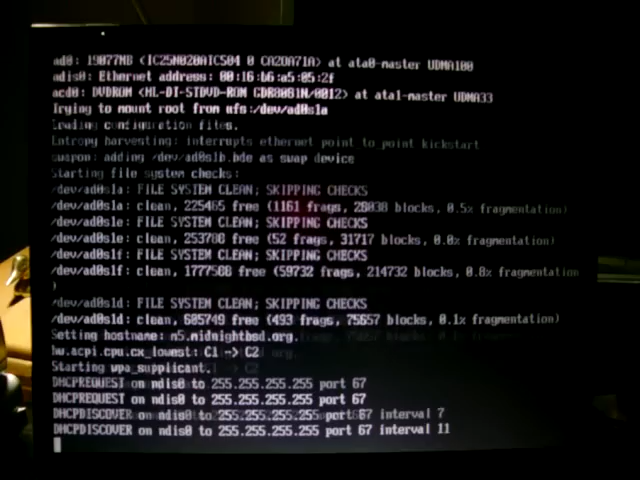 ad0: 19077MB <IC25N020ATCS04 0 CA2OA71A> at ata0-master UDMA100
ndis0: Ethernet address: 00:16:b6:a5:05:2f
acd0: DVDROM <HL-DT-STDVD-ROM GDR8081N/0012> at ata1-master UDMA33
Trying to mount root from ufs:/dev/ad0s1a
Loading configuration files.
Entropy harvesting: interrupts ethernet point to point kickstart
swapon: adding /dev/ad0s1b.bde as swap device
Starting file system checks:
/dev/ad0s1a: FILE SYSTEM CLEAN; SKIPPING CHECKS
/dev/ad0s1a: clean, 225465 free (1161 frags, 28038 blocks, 0.5% fragmentation)
/dev/ad0s1e: FILE SYSTEM CLEAN; SKIPPING CHECKS
/dev/ad0s1e: clean, 253788 free (52 frags, 31717 blocks, 0.0% fragmentation)
/dev/ad0s1f: FILE SYSTEM CLEAN; SKIPPING CHECKS
/dev/ad0s1f: clean, 1777588 free (59732 frags, 214732 blocks, 0.8% fragmentation
)
/dev/ad0s1d: FILE SYSTEM CLEAN; SKIPPING CHECKS
/dev/ad0s1d: clean, 605749 free (493 frags, 75657 blocks, 0.1% fragmentation)
Setting hostname: m5.midnightbsd.org.
hw.acpi.cpu.cx_lowest: C1 -> C2
Starting wpa_supplicant.
DHCPREQUEST on ndis0 to 255.255.255.255 port 67
DHCPREQUEST on ndis0 to 255.255.255.255 port 67
DHCPDISCOVER on ndis0 to 255.255.255.255 port 67 interval 7
DHCPDISCOVER on ndis0 to 255.255.255.255 port 67 interval 11